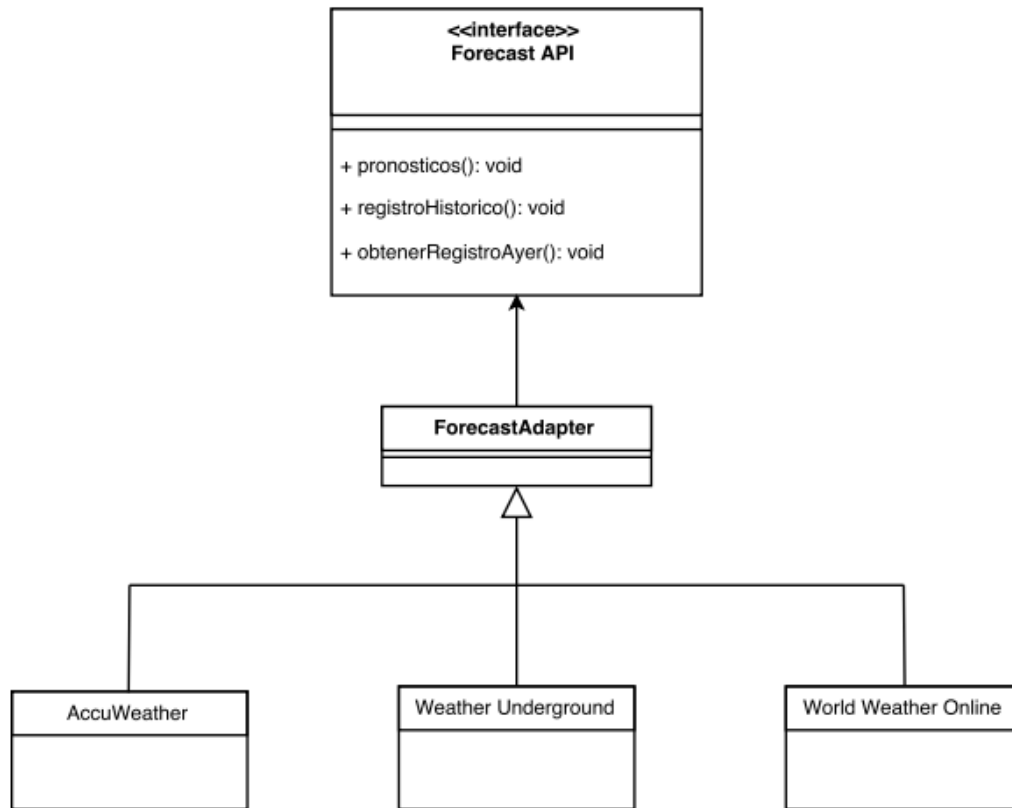 <<interface>>
Forecast API
+ pronosticos(): void
+ registroHistorico(): void
+ obtenerRegistroAyer(): void
ForecastAdapter
AccuWeather
Weather Underground
World Weather Online